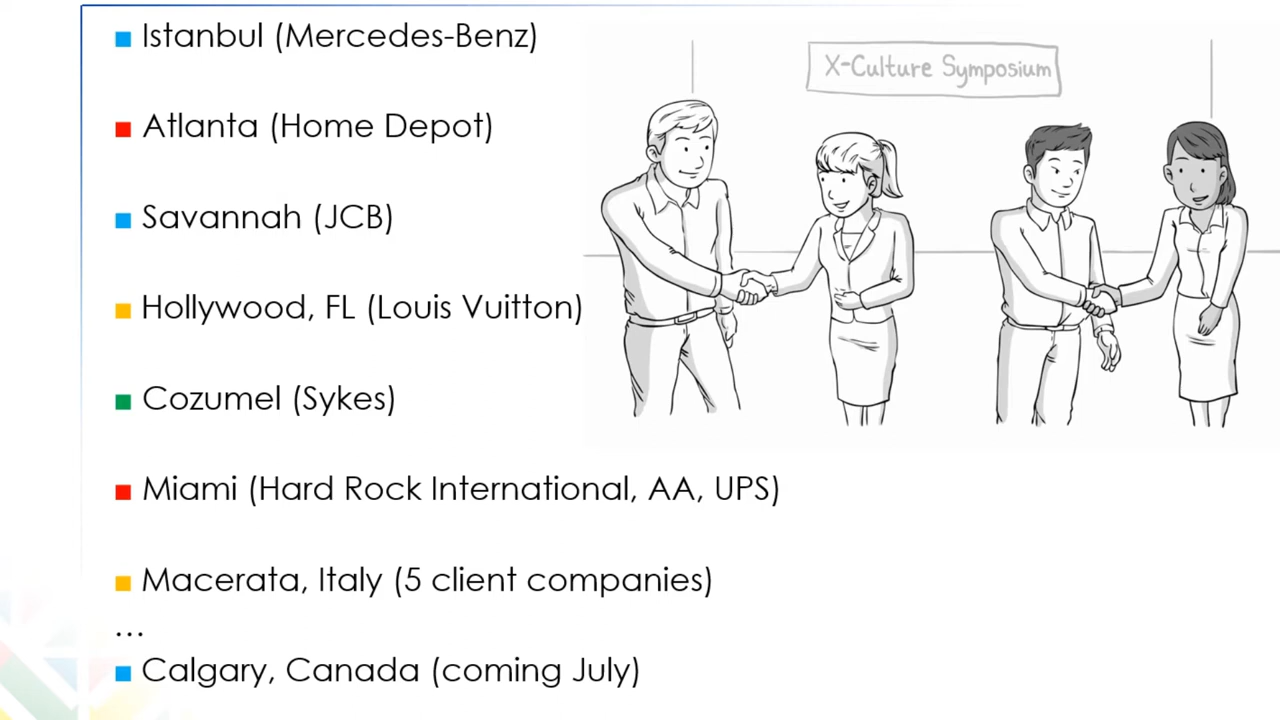 Istanbul (Mercedes-Benz)
X-Culture Symposium
Atlanta (Home Depot)
Savannah (JCB)
Hollywood, FL (Louis Vuitton)
Cozumel (Sykes)
Miami (Hard Rock International, AA, UPS)
Macerata, Italy (5 client companies)
...
Calgary, Canada (coming July)